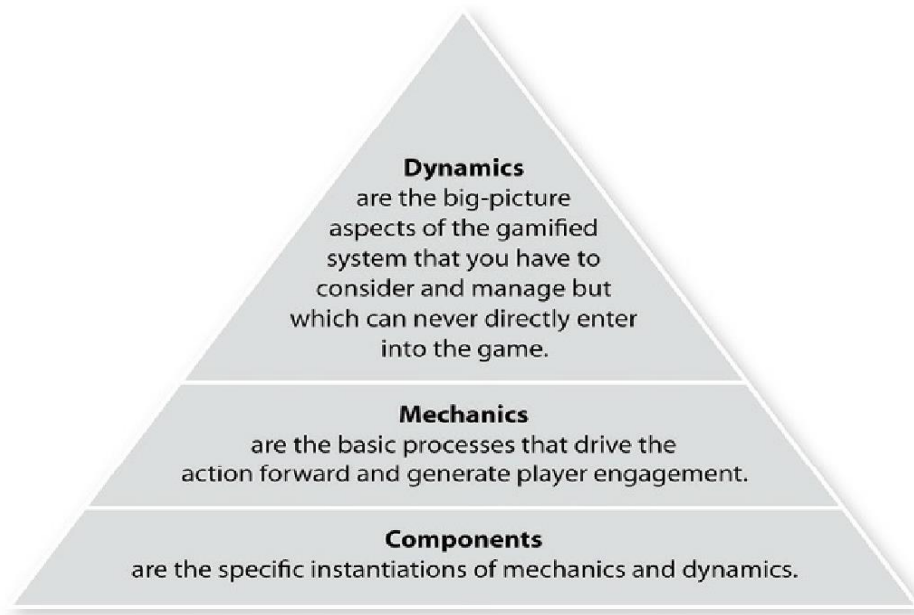 Dynamics
are the big-picture
aspects of the gamified
system that you have to
consider and manage but
which can never directly enter
into the game.
Mechanics
are the basic processes that drive the
action forward and generate player engagement.
Components
are the specific instantiations of mechanics and dynamics.